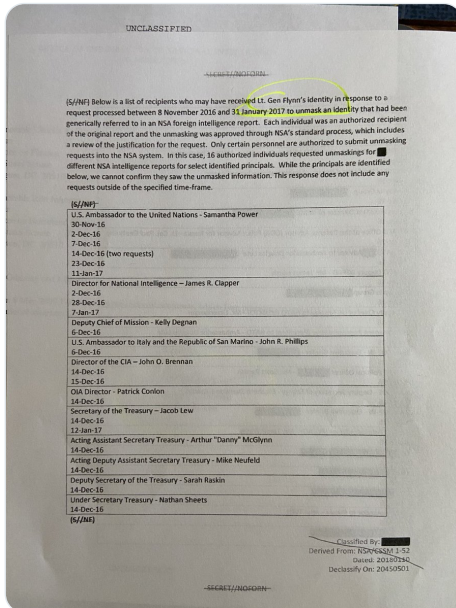 UNCLASSIFIED
SECRET//NOFORN
(S//NF) Below is a list of recipients who may have received Lt. Gen Flynn's identity in response to a
request processed between 8 November 2016 and 31 January 2017 to unmask an identity that had been
generically referred to in an NSA foreign intelligence report. Each individual was an authorized recipient
of the original report and the unmasking was approved through NSA's standard process, which includes
a review of the justification for the request. Only certain personnel are authorized to submit unmasking
requests into the NSA system. In this case, 16 authorized individuals requested unmaskings for
different NSA intelligence reports for select identified principals. While the principals are identified
below, we cannot confirm they saw the unmasked information. This response does not include any
requests outside of the specified time-frame.
(S//NF)
U.S. Ambassador to the United Nations - Samantha Power
30-Nov-16
2-Dec-16
7-Dec-16
14-Dec-16 (two requests)
23-Dec-16
11-Jan-17
Director for National Intelligence – James R. Clapper
2-Dec-16
28-Dec-16
7-Jan-17
Deputy Chief of Mission - Kelly Degnan
6-Dec-16
U.S. Ambassador to Italy and the Republic of San Marino - John R. Phillips
6-Dec-16
Director of the CIA – John O. Brennan
14-Dec-16
15-Dec-16
OIA Director - Patrick Conlon
14-Dec-16
Secretary of the Treasury – Jacob Lew
14-Dec-16
12-Jan-17
Acting Assistant Secretary Treasury - Arthur "Danny" McGlynn
14-Dec-16
Acting Deputy Assistant Secretary Treasury - Mike Neufeld
14-Dec-16
Deputy Secretary of the Treasury - Sarah Raskin
14-Dec-16
Under Secretary Treasury - Nathan Sheets
14-Dec-16
(S//NF)
Classified By:
Derived From: NSA/CSSM 1-52
Dated: 20180110
Declassify On: 20450501
SECRET//NOFORN